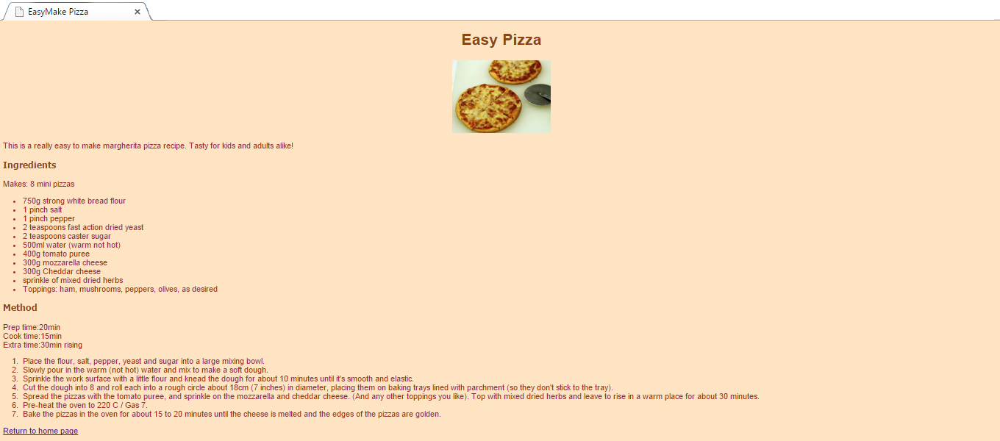 EasyMake Pizza
Easy Pizza
This is a really easy to make margherita pizza recipe. Tasty for kids and adults alike!
Ingredients
Makes: 8 mini pizzas
• 750g strong white bread flour
• 1 pinch salt
• 1 pinch pepper
• 2 teaspoons fast action dried yeast
• 2 teaspoons caster sugar
• 500ml water (warm not hot)
• 400g tomato puree
• 300g mozzarella cheese
• 300g Cheddar cheese
• sprinkle of mixed dried herbs
• Toppings: ham, mushrooms, peppers, olives, as desired
Method
Prep time:20min
Cook time:15min
Extra time:30min rising
1. Place the flour, salt, pepper, yeast and sugar into a large mixing bowl.
2. Slowly pour in the warm (not hot) water and mix to make a soft dough.
3. Sprinkle the work surface with a little flour and knead the dough for about 10 minutes until it's smooth and elastic.
4. Cut the dough into 8 and roll each into a rough circle about 18cm (7 inches) in diameter, placing them on baking trays lined with parchment (so they don't stick to the tray).
5. Spread the pizzas with the tomato puree, and sprinkle on the mozzarella and cheddar cheese. (And any other toppings you like). Top with mixed dried herbs and leave to rise in a warm place for about 30 minutes.
6. Pre-heat the oven to 220 C / Gas 7.
7. Bake the pizzas in the oven for about 15 to 20 minutes until the cheese is melted and the edges of the pizzas are golden.
Return to home page